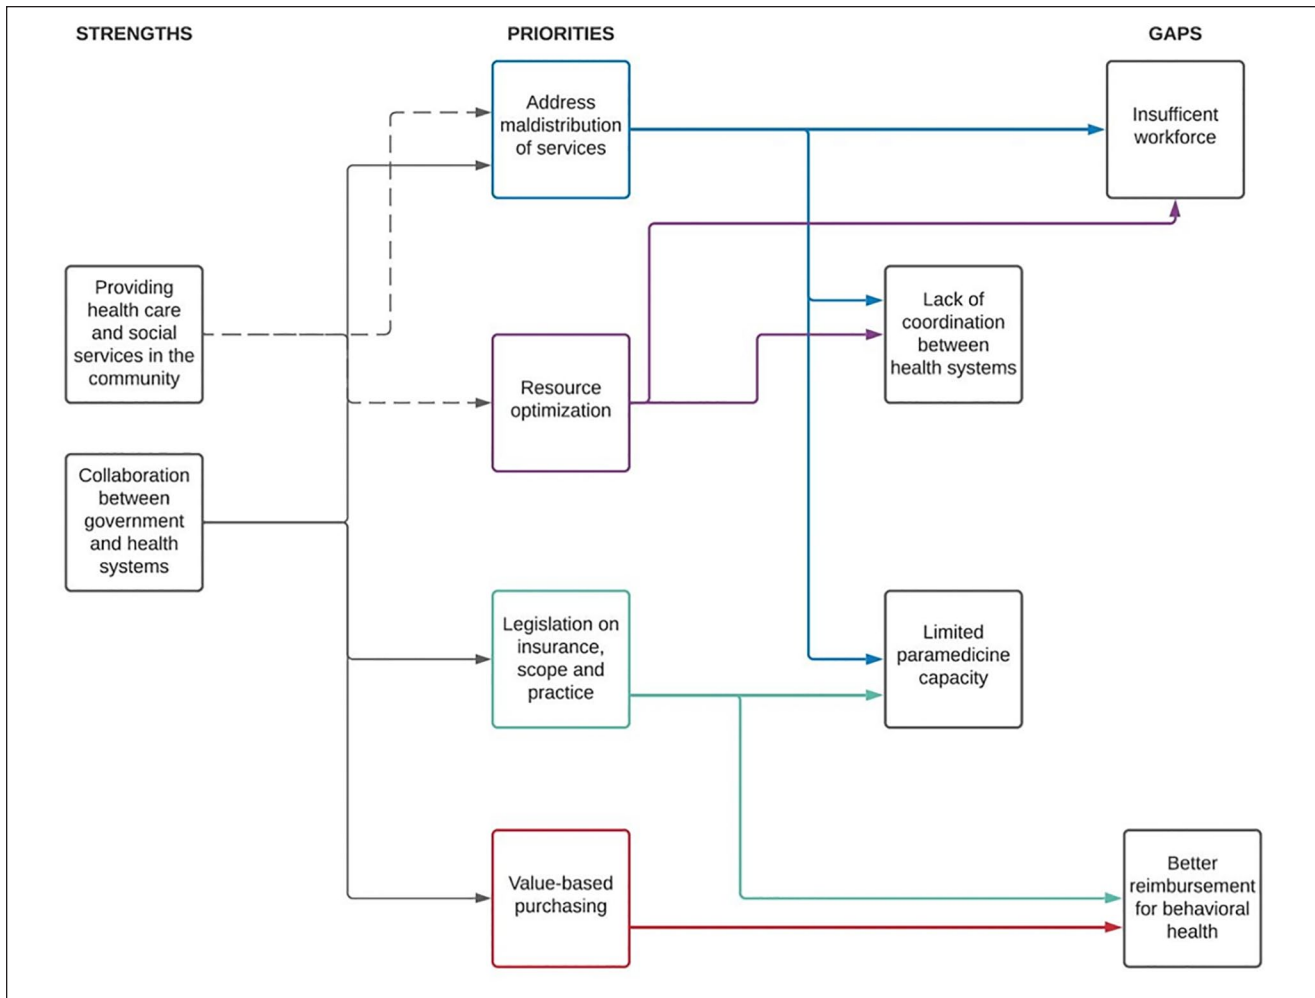 STRENGTHS
PRIORITIES
GAPS
Providing
health care
and social
services in the
community
Collaboration
between
government
and health
systems
Address
maldistribution
of services
Resource
optimization
Legislation on
insurance,
scope and
practice
Value-based
purchasing
Insufficent
workforce
Lack of
coordination
between
health systems
Limited
paramedicine
capacity
Better
reimbursement
for behavioral
health